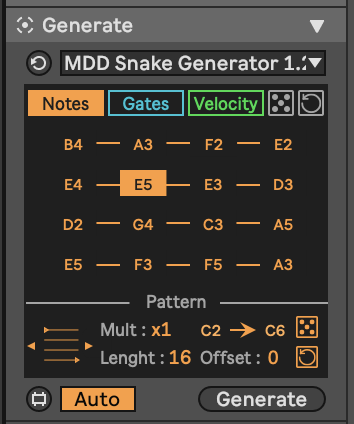 Generate
MDD Snake Generator 1.2
Notes Gates Velocity
B4 A3 F2 E2
E4 E5 E3 D3
D2 G4 C3 A5
E5 F3 F5 A3
Pattern
Mult : x1 C2 C6
Lenght : 16 Offset : 0
Auto Generate